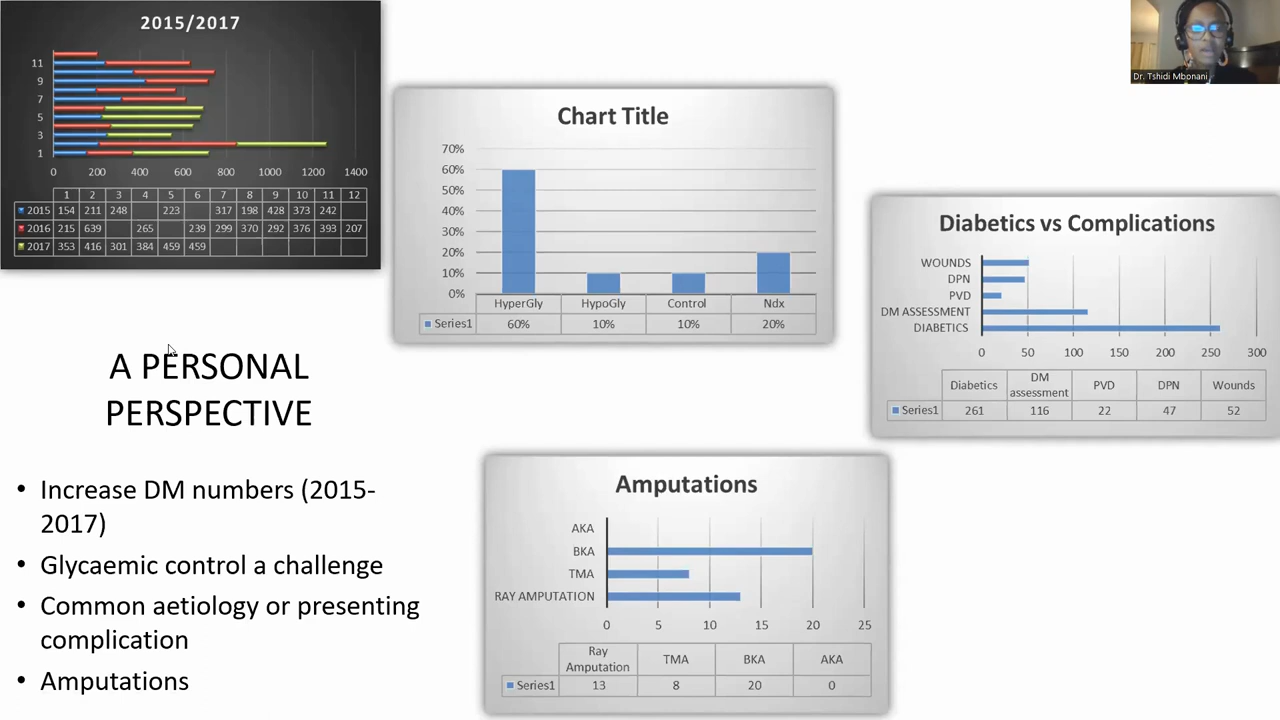 2015/2017
11
9
7
5
3
1
0 200 400 600 800 1000 1200 1400
1 2 3 4 5 6 7 8 9 10 11 12
2015 154 211 248 223 317 198 428 373 242
2016 215 639 265 239 299 370 292 376 393 207
2017 353 416 301 384 459 459
Dr. Tshidi Mbonani
Chart Title
70%
60%
50%
40%
30%
20%
10%
0%
HyperGly HypoGly Control Ndx
Series1 60% 10% 10% 20%
Diabetics vs Complications
WOUNDS
DPN
PVD
DM ASSESSMENT
DIABETICS
0 50 100 150 200 250 300
Diabetics DM assessment PVD DPN Wounds
Series1 261 116 22 47 52
A PERSONAL
PERSPECTIVE
• Increase DM numbers (2015-
2017)
• Glycaemic control a challenge
• Common aetiology or presenting
complication
• Amputations
Amputations
AKA
BKA
TMA
RAY AMPUTATION
0 5 10 15 20 25
Ray Amputation TMA BKA AKA
Series1 13 8 20 0